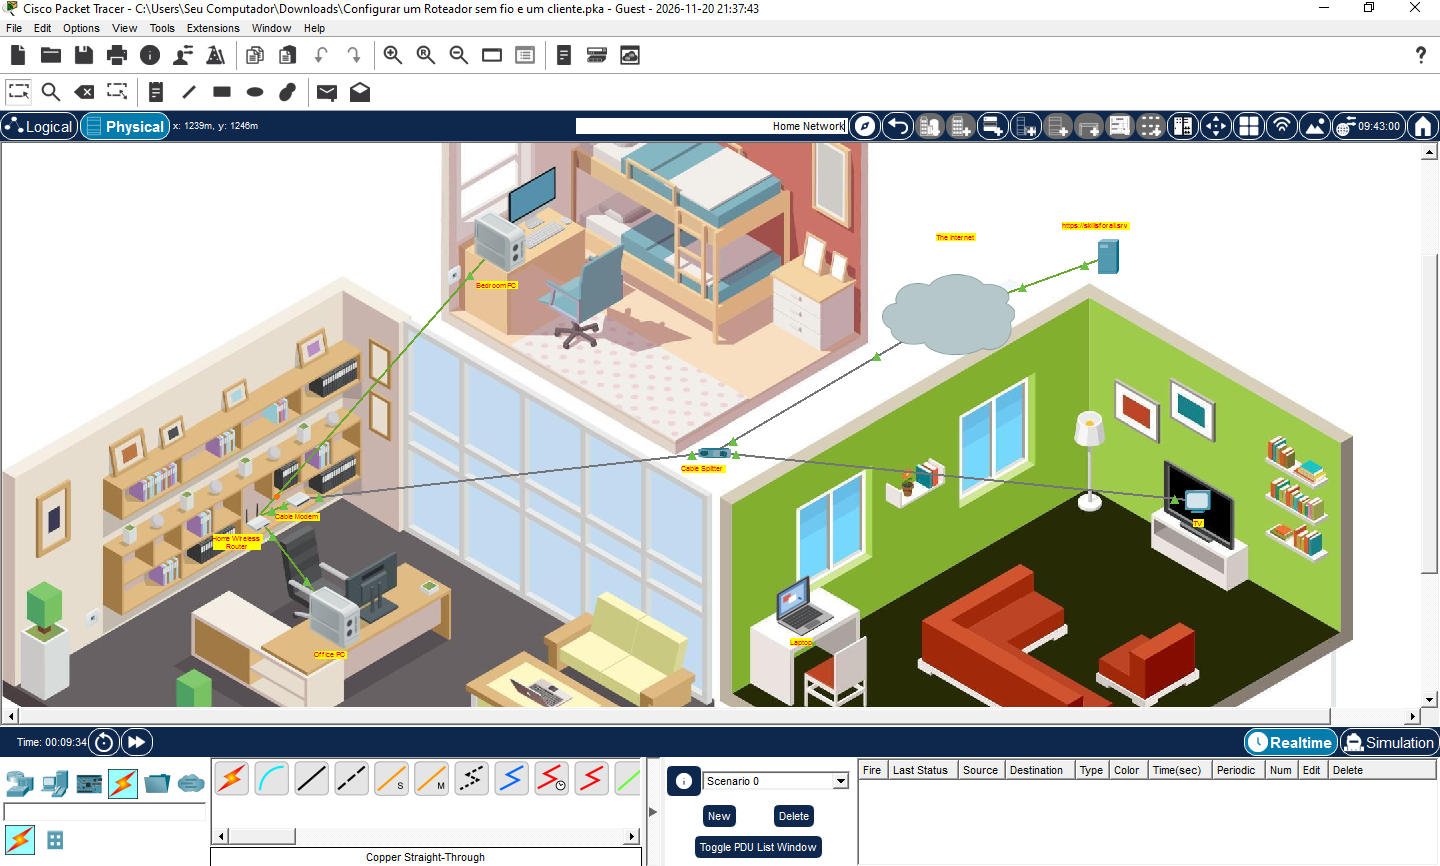 Cisco Packet Tracer - C:\Users\Seu Computador\Downloads\Configurar um Roteador sem fio e um cliente.pka - Guest - 2026-11-20 21:37:43
File Edit Options View Tools Extensions Window Help
?
Logical Physical x: 1239m, y: 1246m Home Network 09:43:00
https://skillsforall.srv
The Internet
Bedroom PC
Cable Splitter
Cable Modem
TV
Home Wireless
Router
Laptop
Office PC
Time: 00:09:34 Realtime Simulation
S M
Scenario 0
New Delete
Toggle PDU List Window
Fire Last Status Source Destination Type Color Time(sec) Periodic Num Edit Delete
Copper Straight-Through